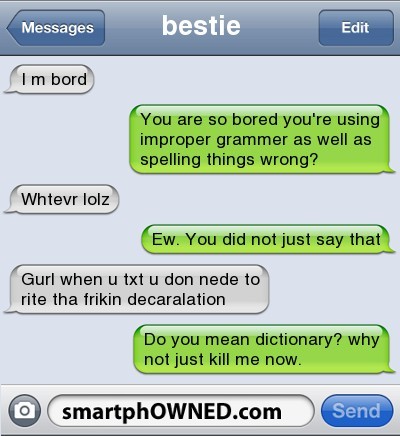 Messages
bestie
Edit
I m bord
You are so bored you're using
improper grammer as well as
spelling things wrong?
Whtevr lolz
Ew. You did not just say that
Gurl when u txt u don nede to
rite tha frikin decaralation
Do you mean dictionary? why
not just kill me now.
smartphOWNED.com
Send